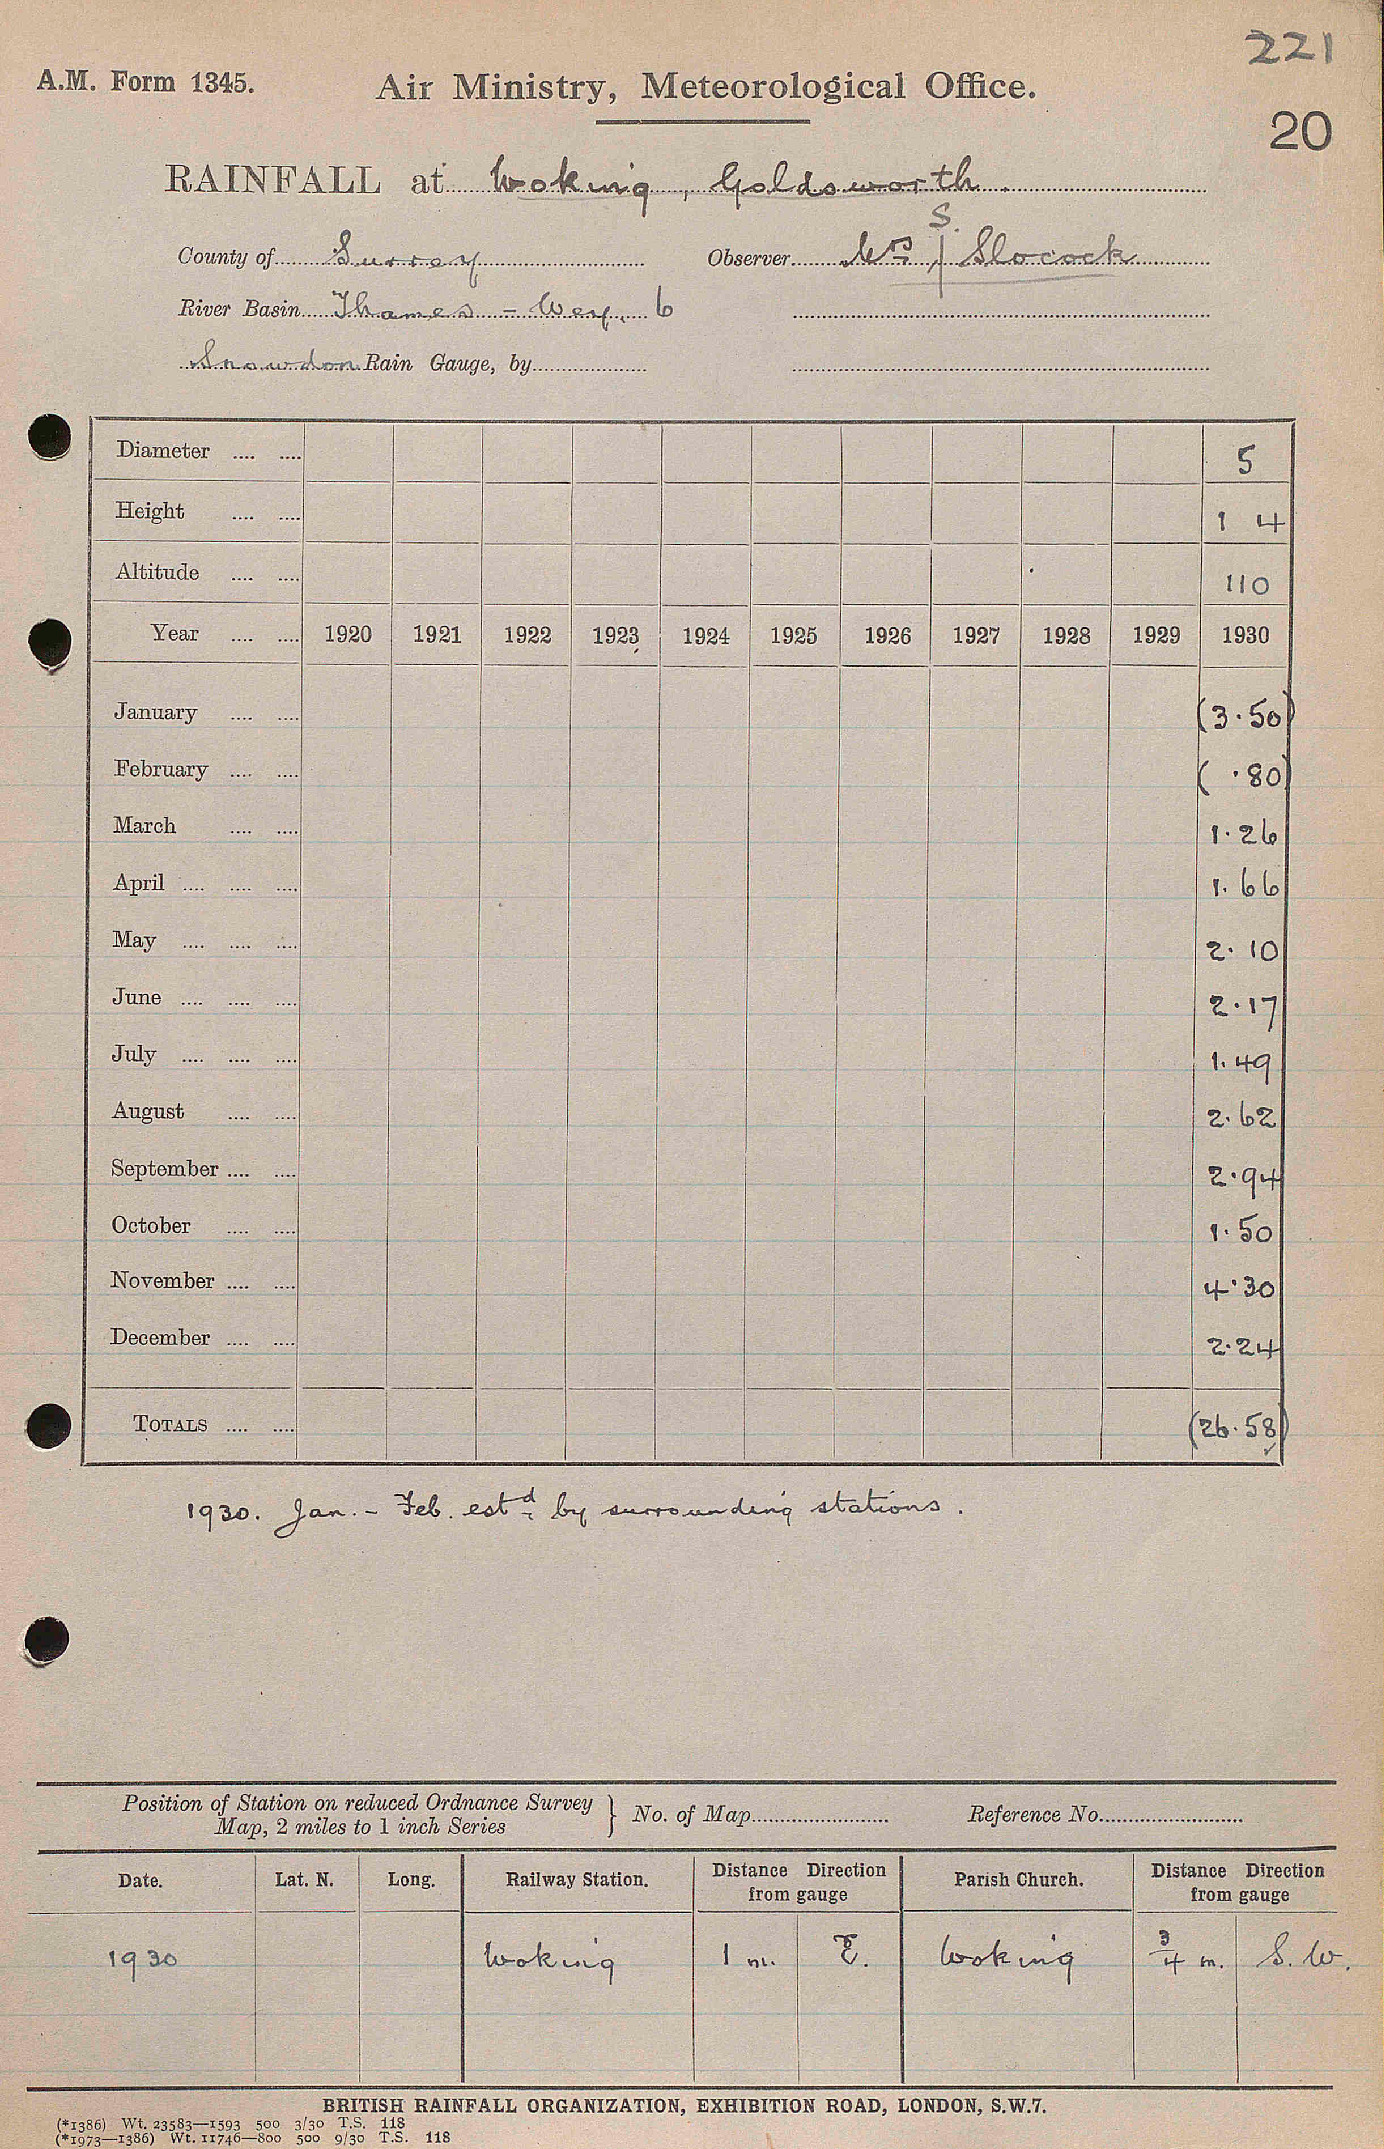 221
A.M. Form 1345. Air Ministry, Meteorological Office.
20
RAINFALL at Woking, Goldsworth.
S.
County of Surrey Observer Mrs / Slocock
River Basin Thames - Wey, 6
Snowdon Rain Gauge, by
Diameter .... .... 5
Height .... .... 1 4
Altitude .... .... 110
Year .... .... 1920 1921 1922 1923 1924 1925 1926 1927 1928 1929 1930
January .... .... (3.50)
February .... .... ( .80)
March .... .... 1.26
April .... .... .... 1.66
May .... .... .... 2.10
June .... .... .... 2.17
July .... .... .... 1.49
August .... .... 2.62
September .... .... 2.94
October .... .... 1.50
November .... .... 4.30
December .... .... 2.24
TOTALS .... .... (26.58)
1930. Jan. - Feb. estd by surrounding stations.
Position of Station on reduced Ordnance Survey
Map, 2 miles to 1 inch Series } No. of Map Reference No.
Date. Lat. N. Long. Railway Station. Distance Direction from gauge Parish Church. Distance Direction from gauge
1930 Woking 1 m. E. Woking 3/4 m. S.W.
BRITISH RAINFALL ORGANIZATION, EXHIBITION ROAD, LONDON, S.W.7.
(*1386) Wt. 23583—1593 500 3/30 T.S. 118
(*1973—1386) Wt. 11746—800 500 9/30 T.S. 118